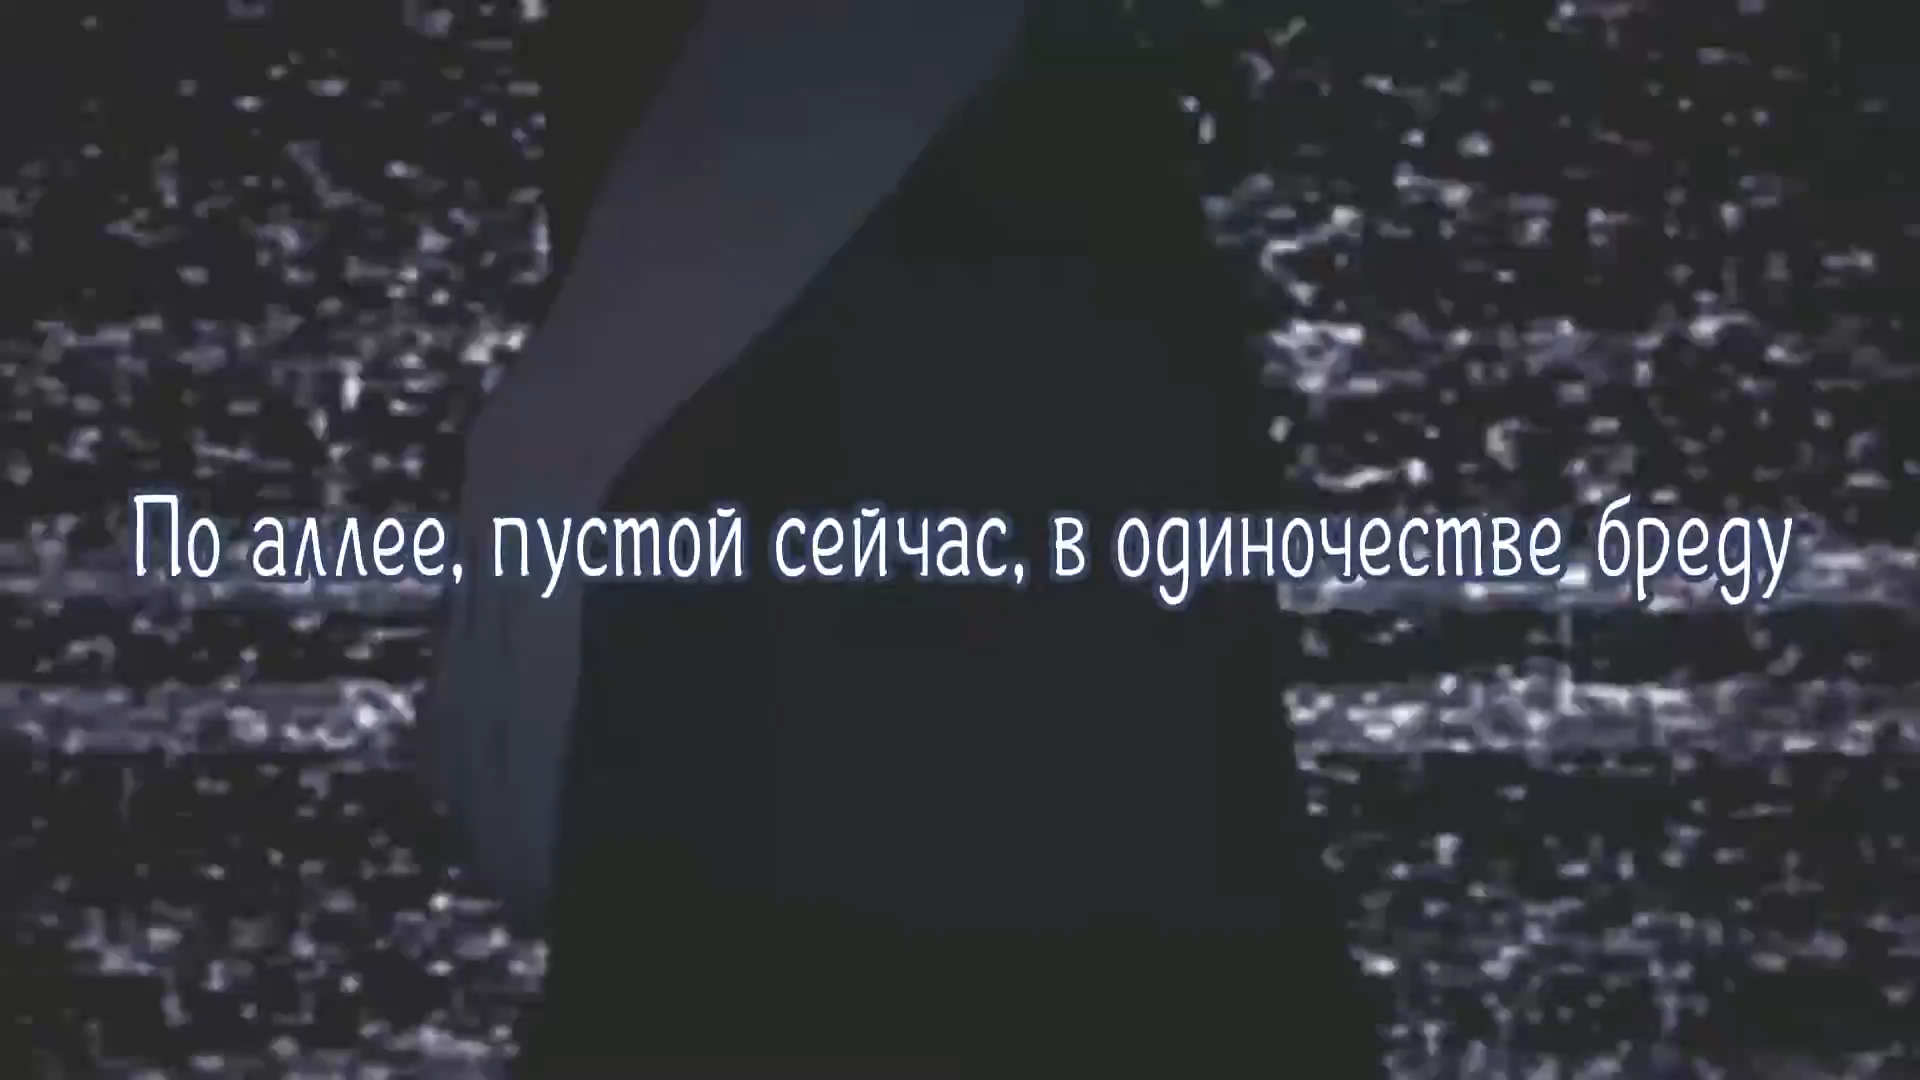 По аллее, пустой сейчас, в одиночестве бреду